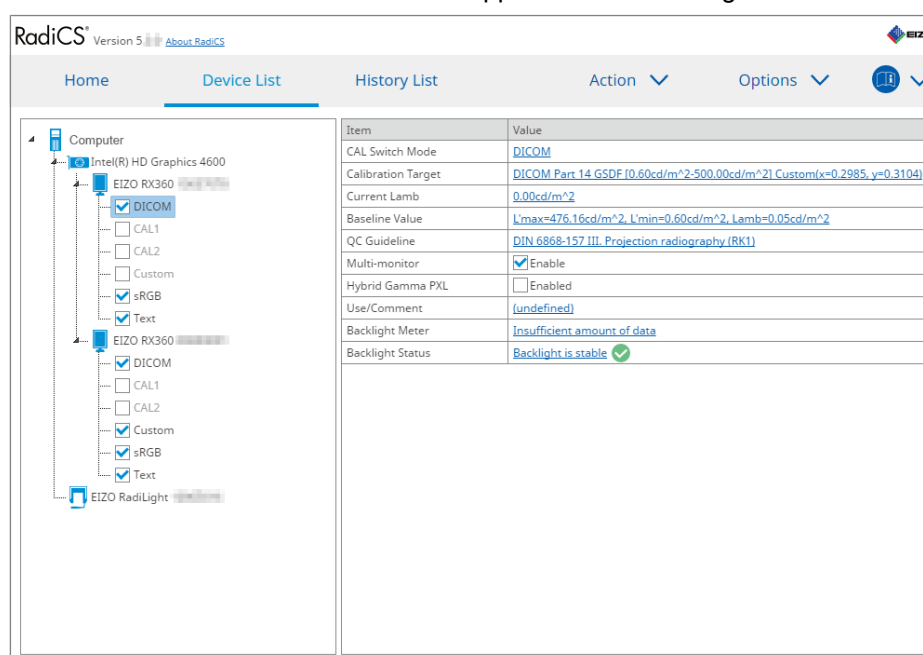 RadiCS® Version 5 About RadiCS
EIZ
Home Device List History List Action Options
Computer
Intel(R) HD Graphics 4600
EIZO RX360
DICOM
CAL1
CAL2
Custom
sRGB
Text
EIZO RX360
DICOM
CAL1
CAL2
Custom
sRGB
Text
EIZO RadiLight
Item Value
CAL Switch Mode DICOM
Calibration Target DICOM Part 14 GSDF [0.60cd/m^2-500.00cd/m^2] Custom(x=0.2985, y=0.3104)
Current Lamb 0.00cd/m^2
Baseline Value L'max=476.16cd/m^2, L'min=0.60cd/m^2, Lamb=0.05cd/m^2
QC Guideline DIN 6868-157 III. Projection radiography (RK1)
Multi-monitor Enable
Hybrid Gamma PXL Enabled
Use/Comment (undefined)
Backlight Meter Insufficient amount of data
Backlight Status Backlight is stable